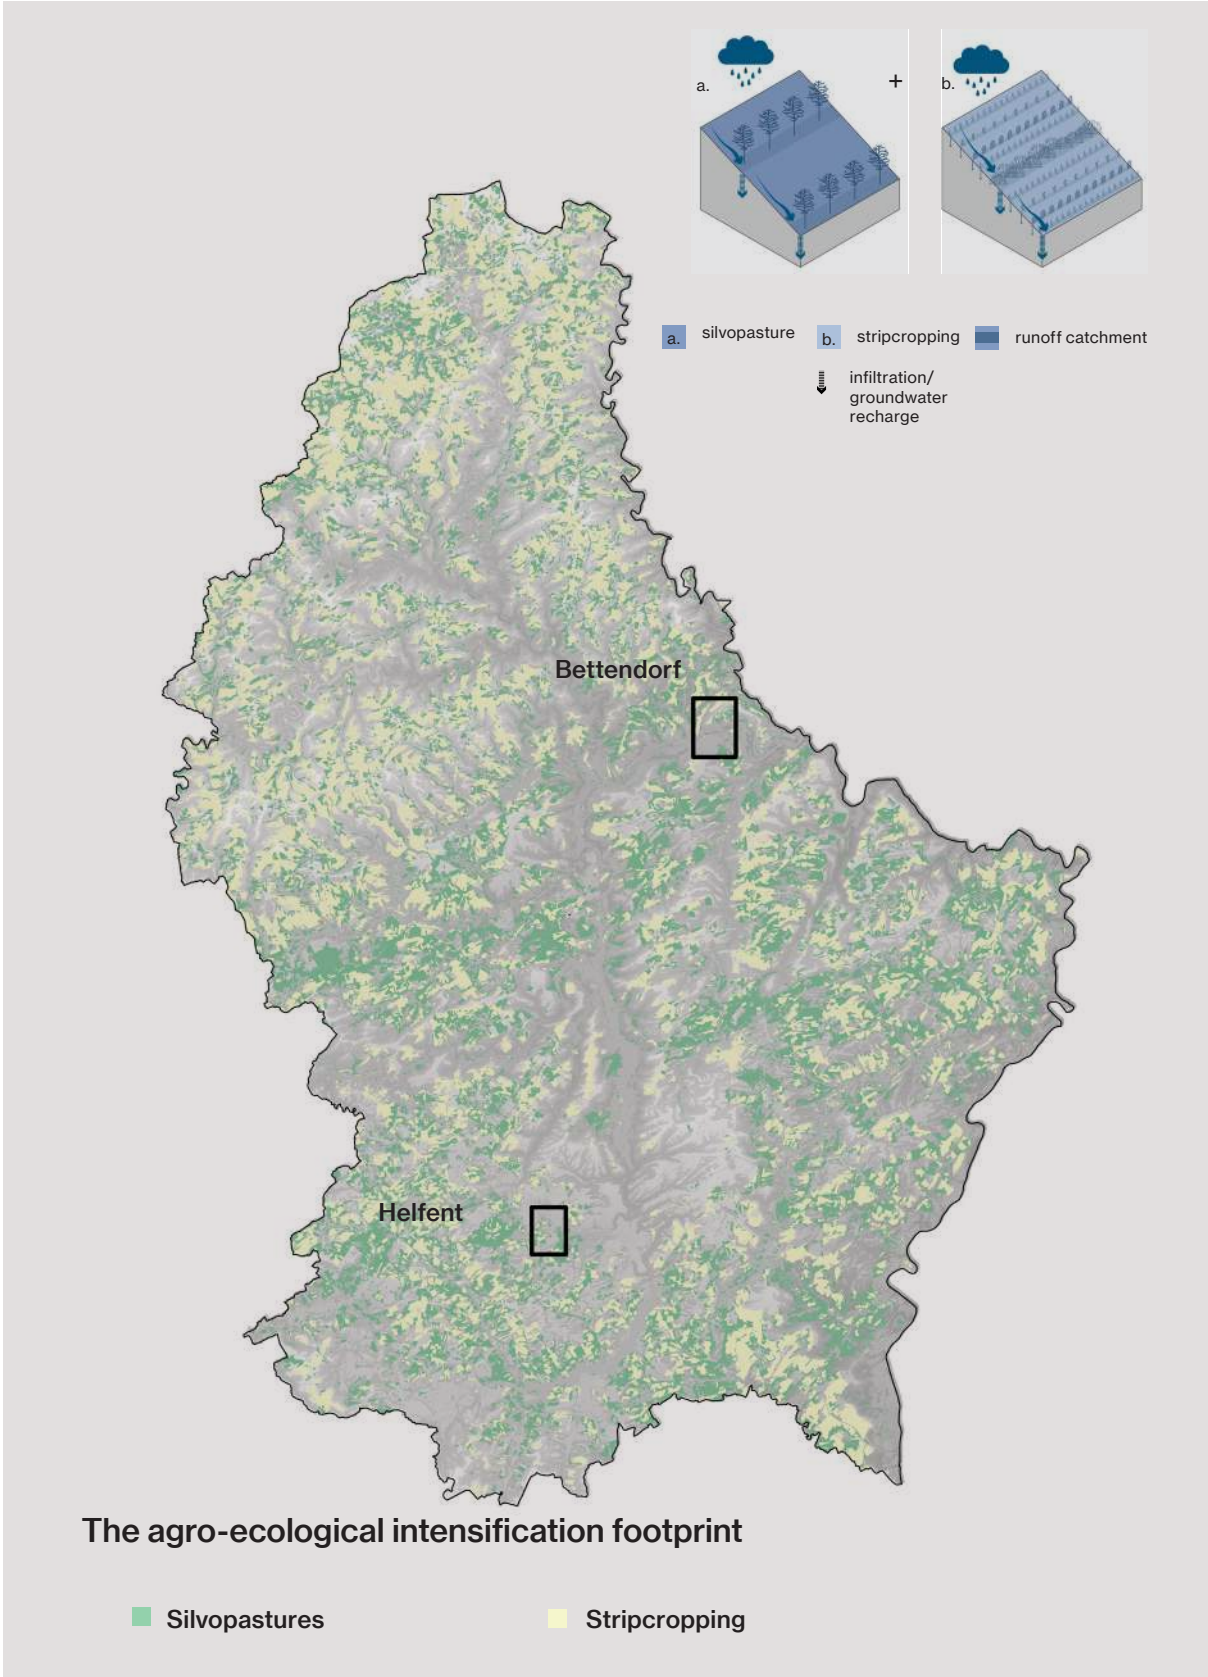 a.
+
b.
a.
silvopasture
b.
stripcropping
runoff catchment
infiltration/
groundwater
recharge
Bettendorf
Helfent
The agro-ecological intensification footprint
Silvopastures
Stripcropping